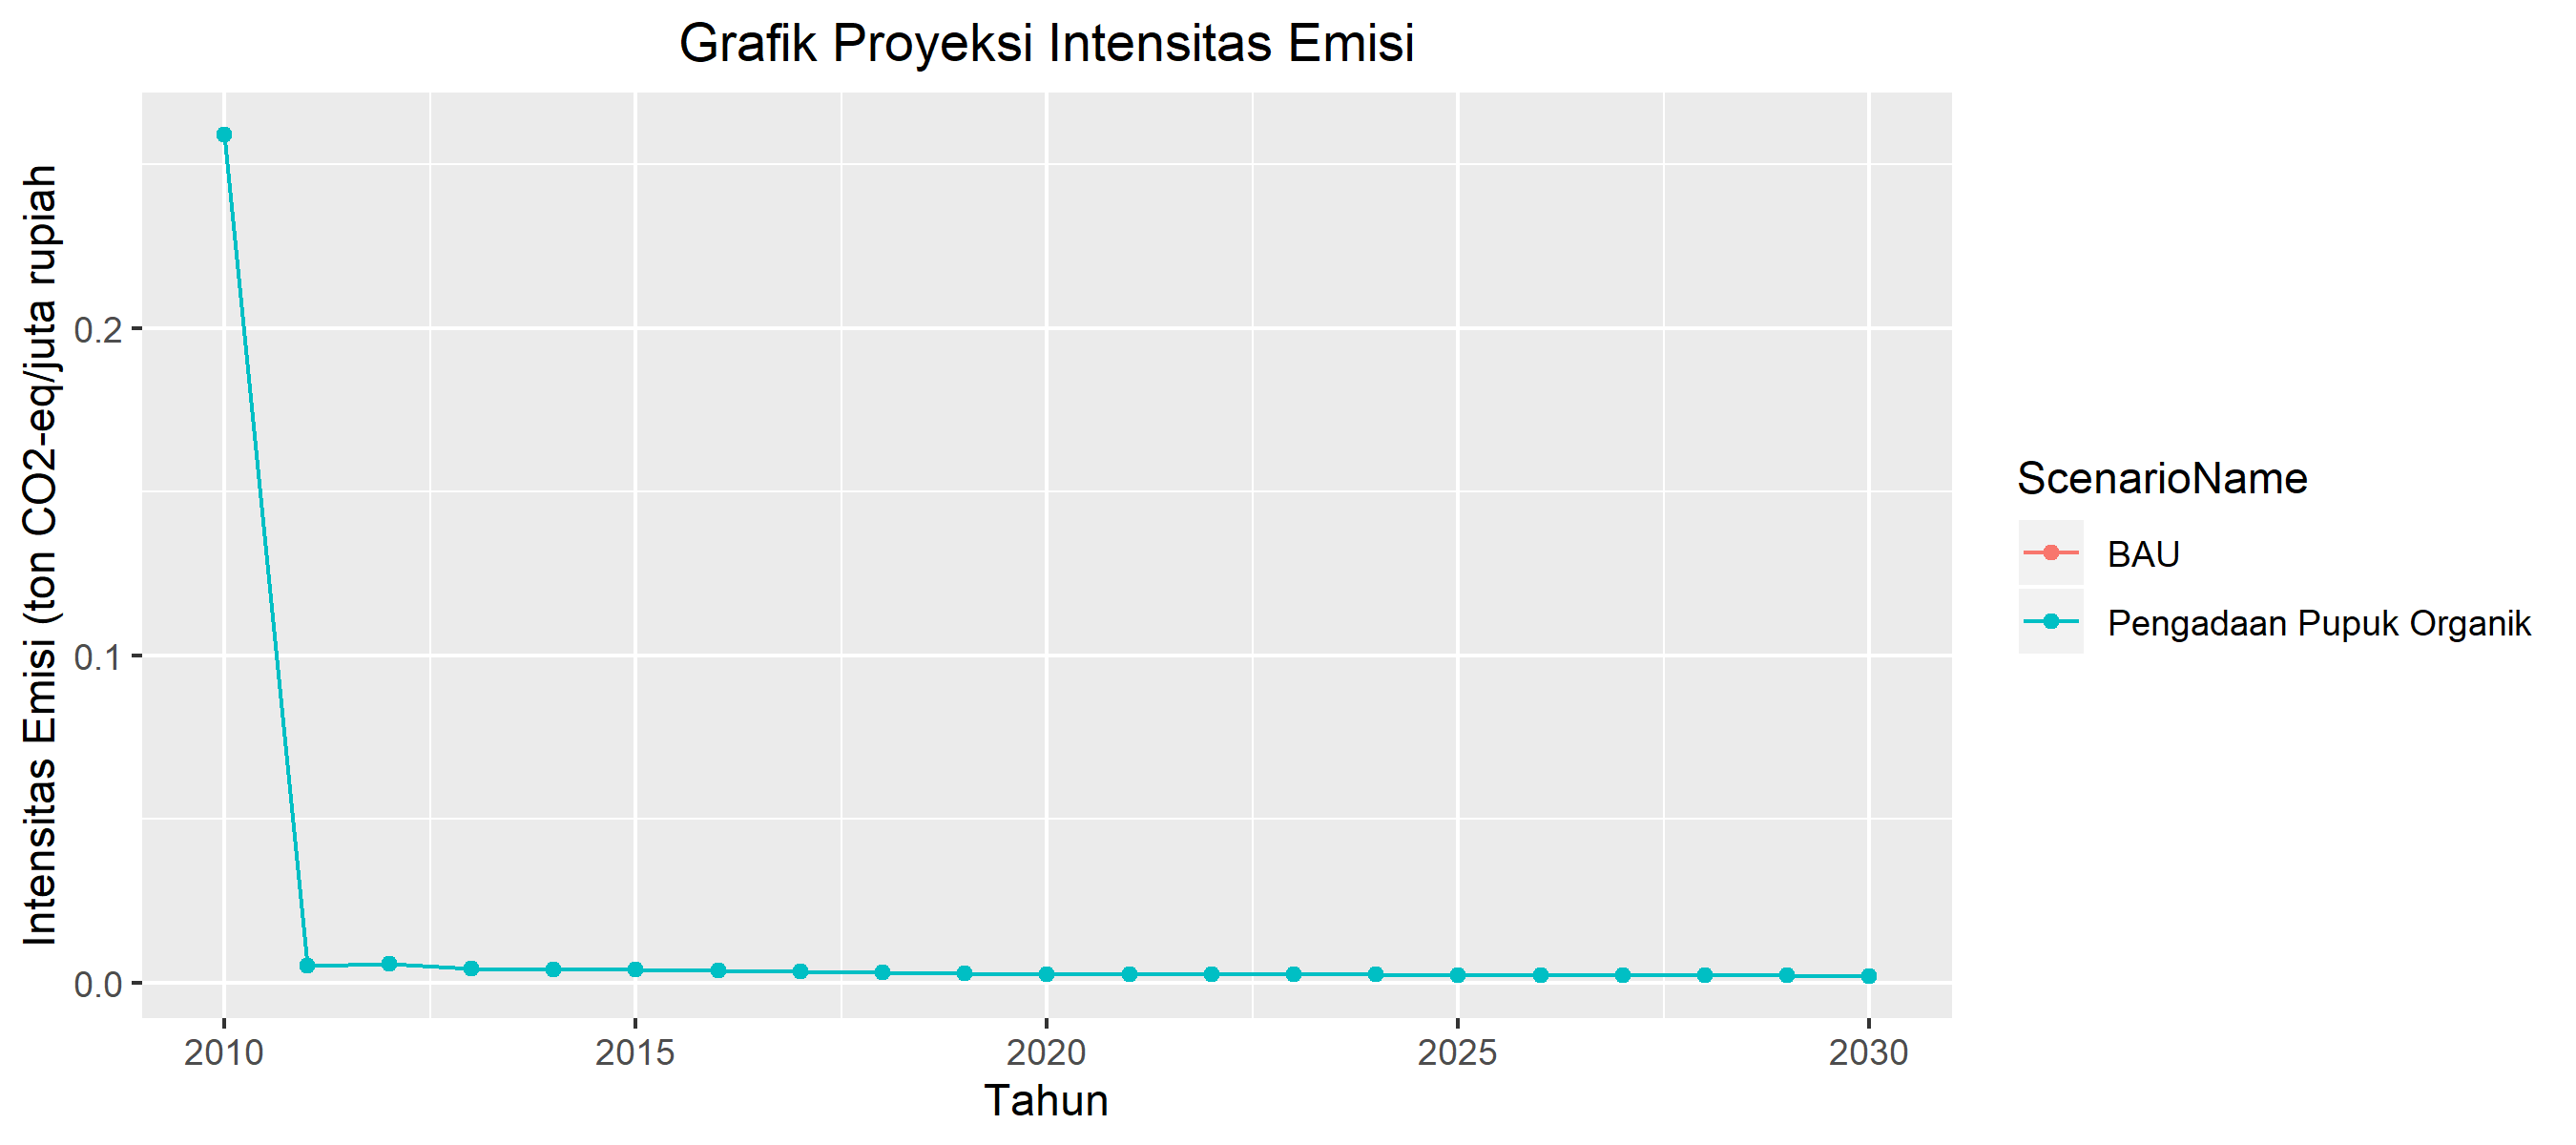 Grafik Proyeksi Intensitas Emisi
Intensitas Emisi (ton CO2-eq/juta rupiah
0.2
0.1
0.0
2010
2015
2020
2025
2030
Tahun
ScenarioName
BAU
Pengadaan Pupuk Organik